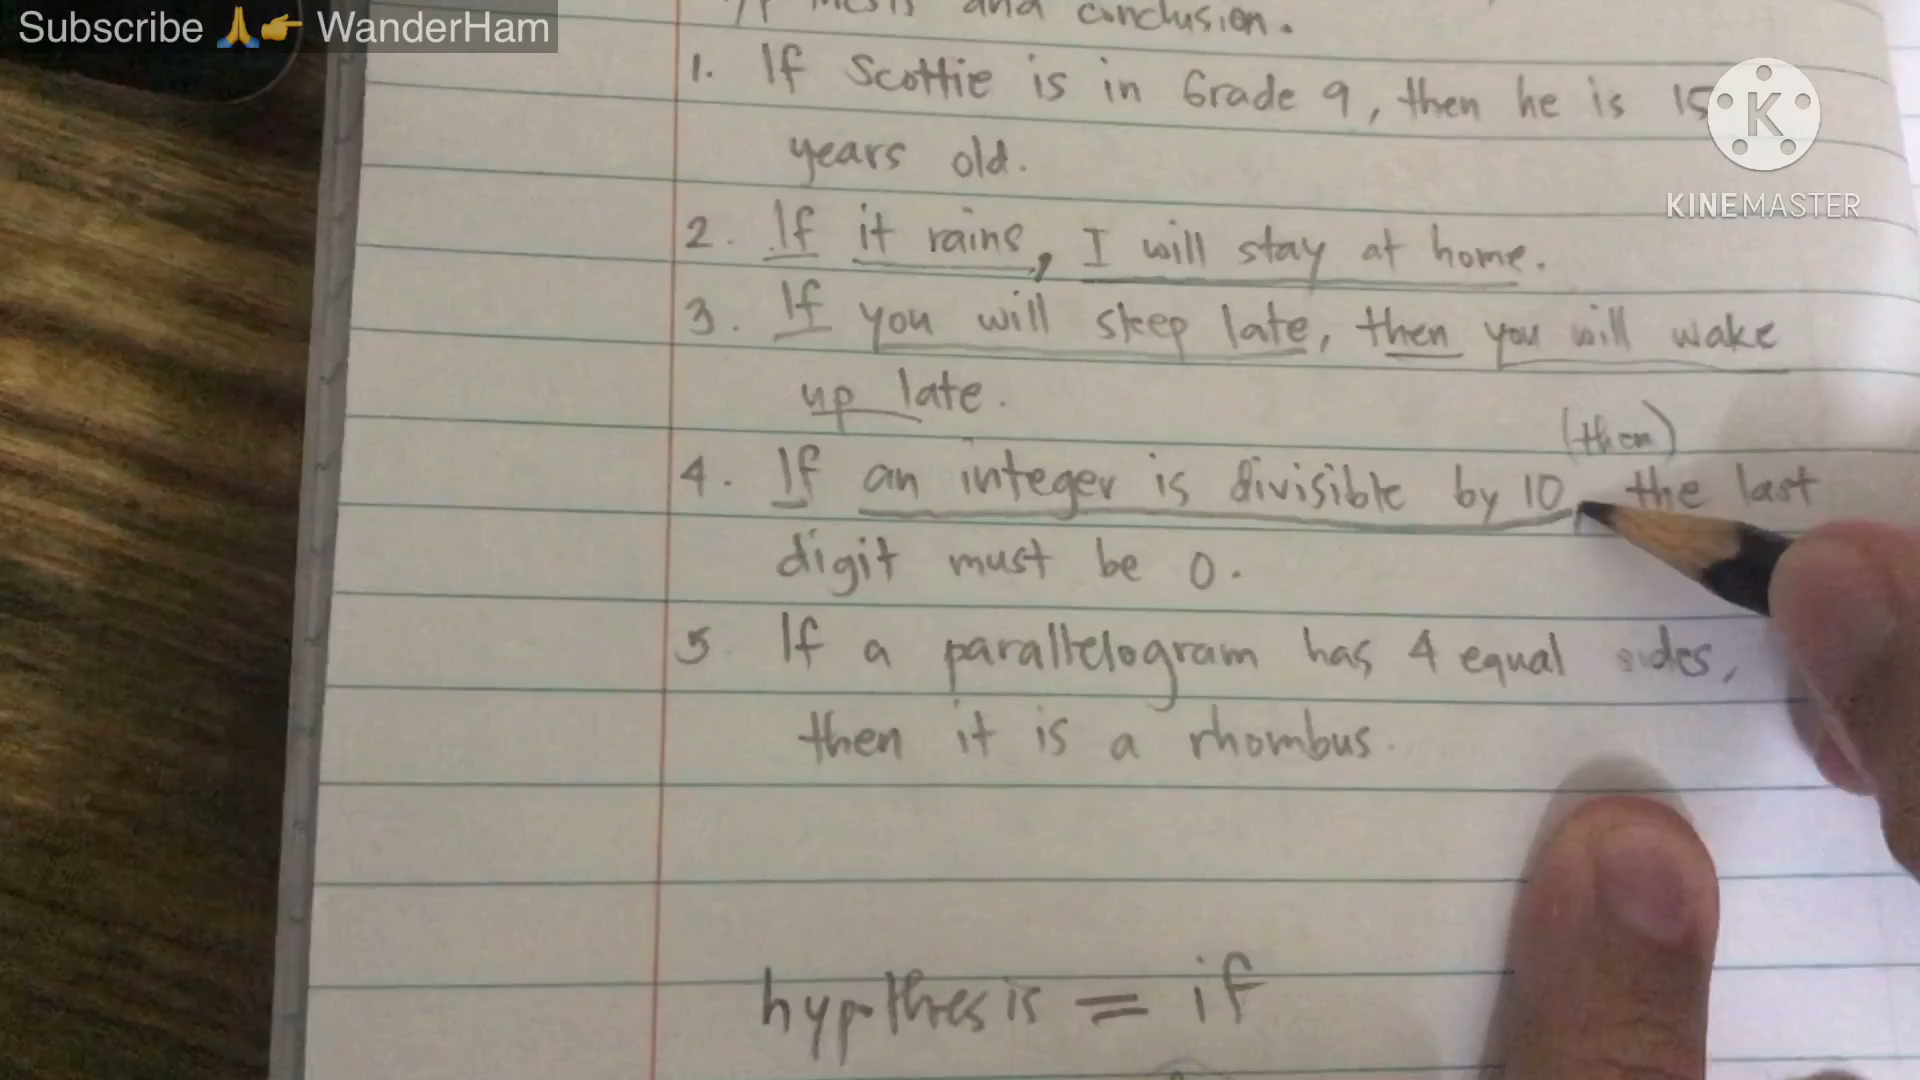 Subscribe 🙏👉 WanderHam
and conclusion.
1. If Scottie is in Grade 9, then he is 15
years old.
K
KINEMASTER
2. If it rains, I will stay at home.
3. If you will sleep late, then you will wake
up late.
(then)
4. If an integer is divisible by 10, the last
digit must be 0.
5. If a parallelogram has 4 equal sides,
then it is a rhombus.
hypothesis = if